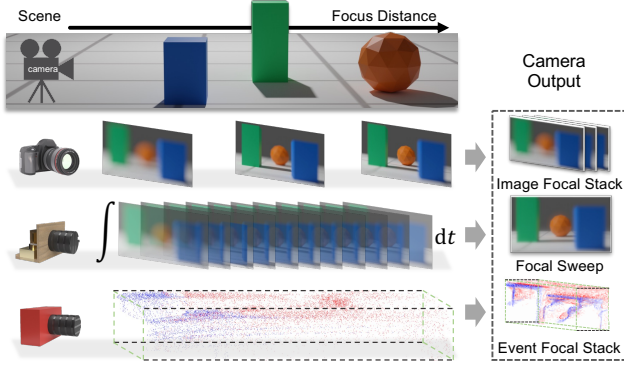 Scene
Focus Distance
camera
Camera
Output
Image Focal Stack
∫
dt
Focal Sweep
Event Focal Stack